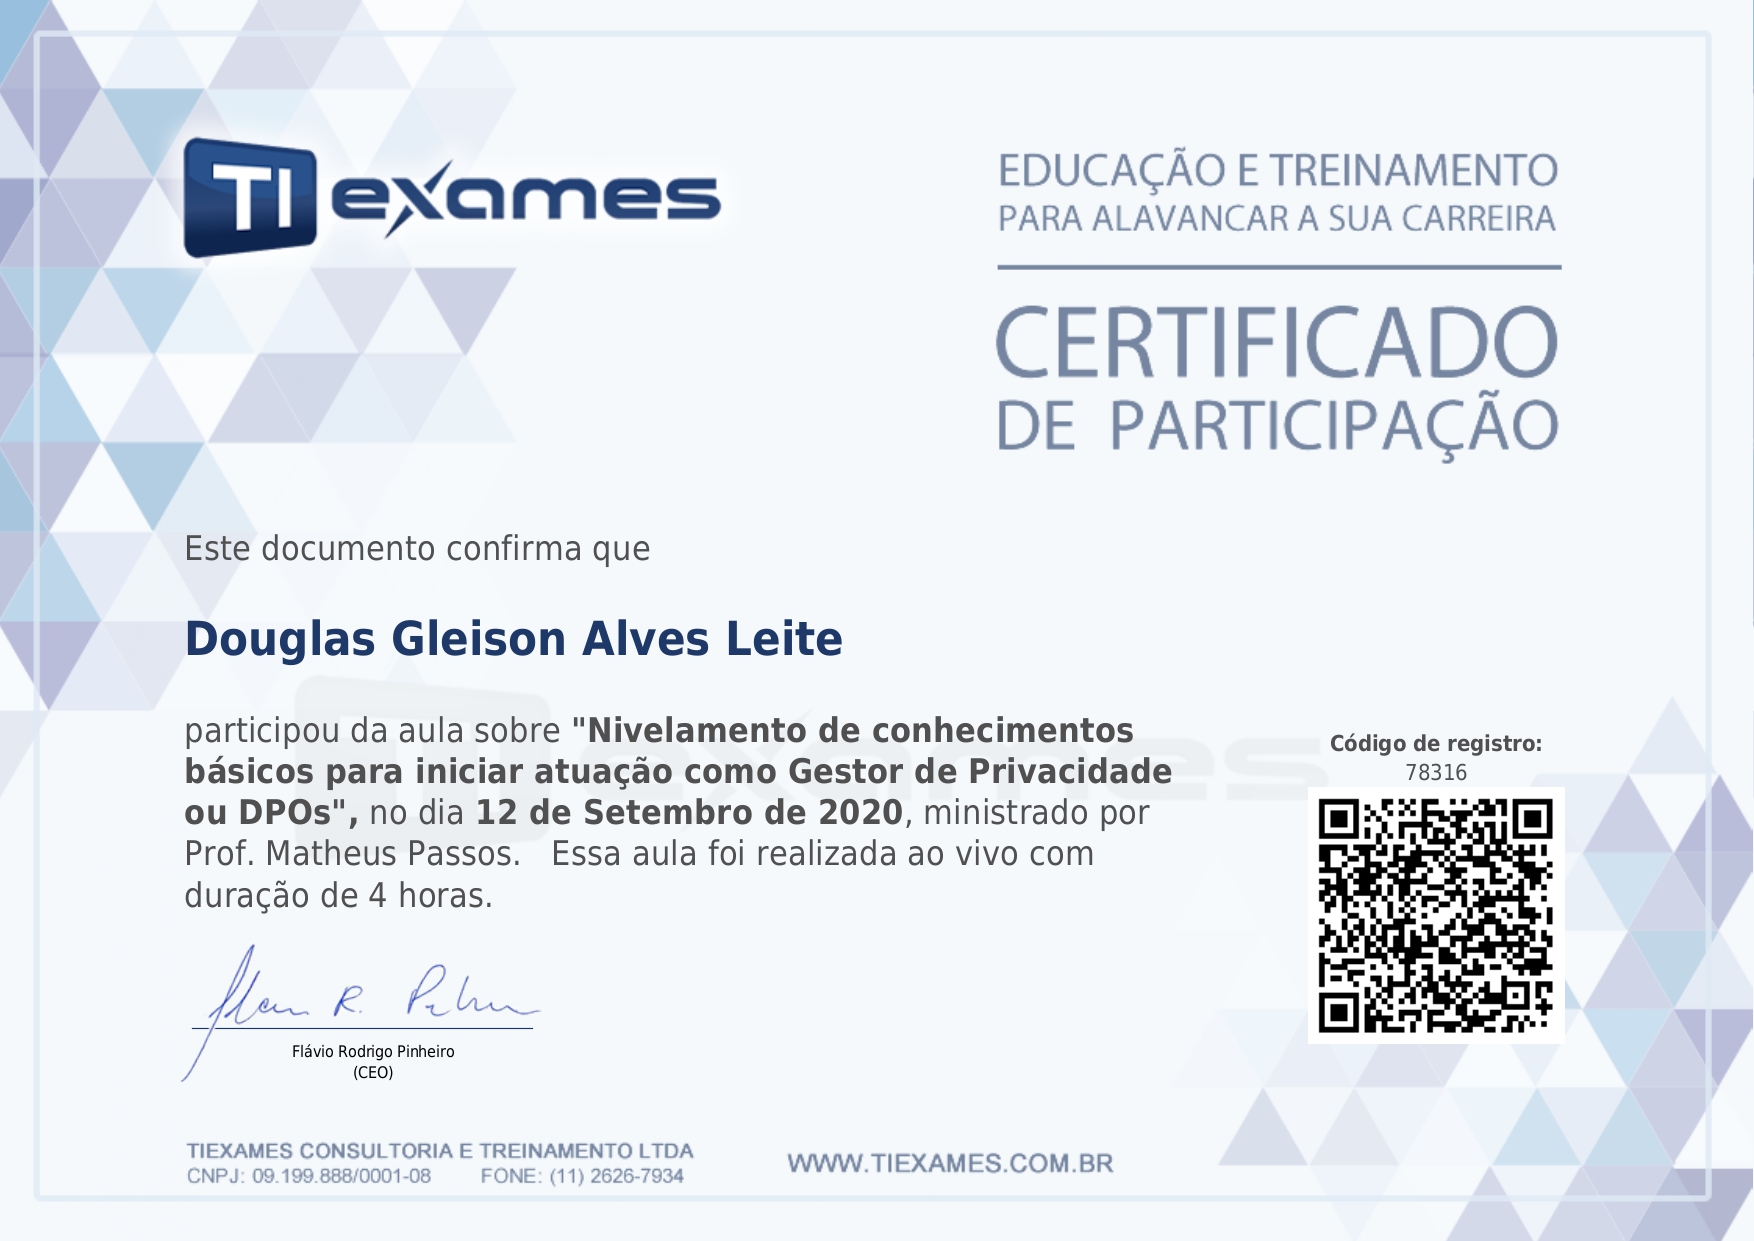 TI exames
EDUCAÇÃO E TREINAMENTO
PARA ALAVANCAR A SUA CARREIRA
CERTIFICADO
DE PARTICIPAÇÃO
Este documento confirma que
Douglas Gleison Alves Leite
participou da aula sobre "Nivelamento de conhecimentos
básicos para iniciar atuação como Gestor de Privacidade
ou DPOs", no dia 12 de Setembro de 2020, ministrado por
Prof. Matheus Passos.   Essa aula foi realizada ao vivo com
duração de 4 horas.
Código de registro:
78316
Flávio Rodrigo Pinheiro
(CEO)
TIEXAMES CONSULTORIA E TREINAMENTO LTDA
CNPJ: 09.199.888/0001-08 FONE: (11) 2626-7934
WWW.TIEXAMES.COM.BR